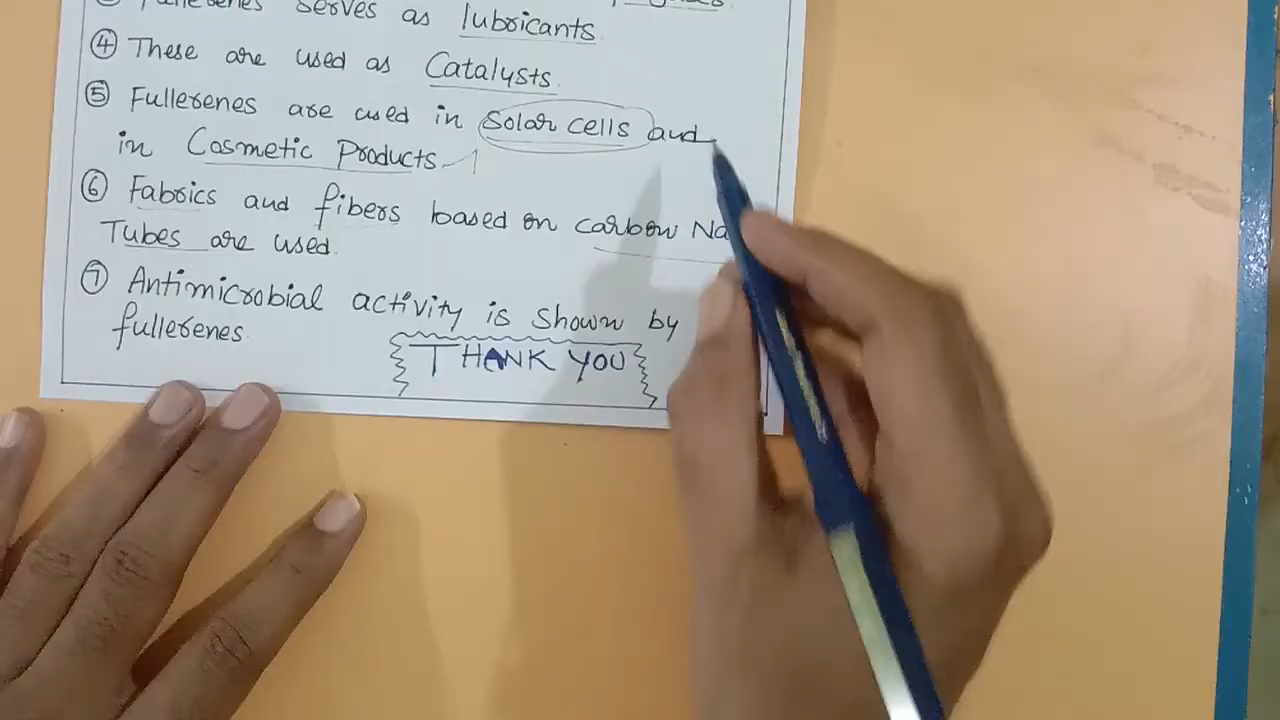 Fullerenes serves as lubricants.
④ These are used as Catalysts.
⑤ Fullerenes are used in Solar cells and
in Cosmetic Products
⑥ Fabrics and fibers based on carbon Na
Tubes are used.
⑦ Antimicrobial activity is shown by
fullerenes.
THANK YOU